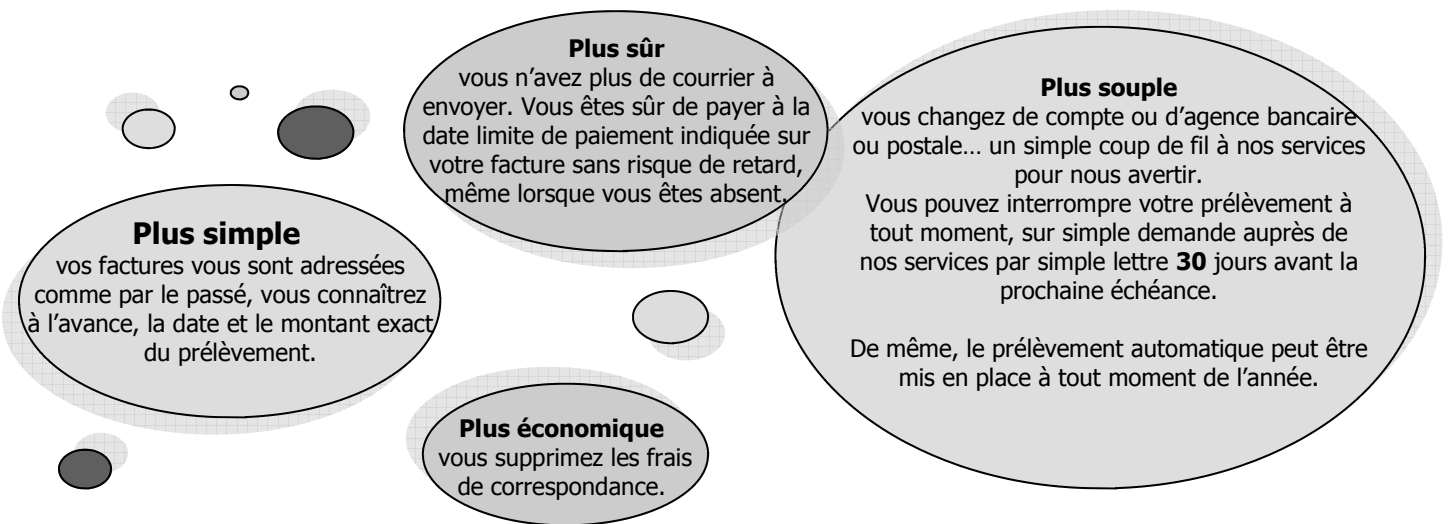 Plus sûr
vous n’avez plus de courrier à
envoyer. Vous êtes sûr de payer à la
date limite de paiement indiquée sur
votre facture sans risque de retard,
même lorsque vous êtes absent.
Plus souple
vous changez de compte ou d’agence bancaire
ou postale… un simple coup de fil à nos services
pour nous avertir.
Vous pouvez interrompre votre prélèvement à
tout moment, sur simple demande auprès de
nos services par simple lettre 30 jours avant la
prochaine échéance.
De même, le prélèvement automatique peut être
mis en place à tout moment de l’année.
Plus simple
vos factures vous sont adressées
comme par le passé, vous connaîtrez
à l’avance, la date et le montant exact
du prélèvement.
Plus économique
vous supprimez les frais
de correspondance.